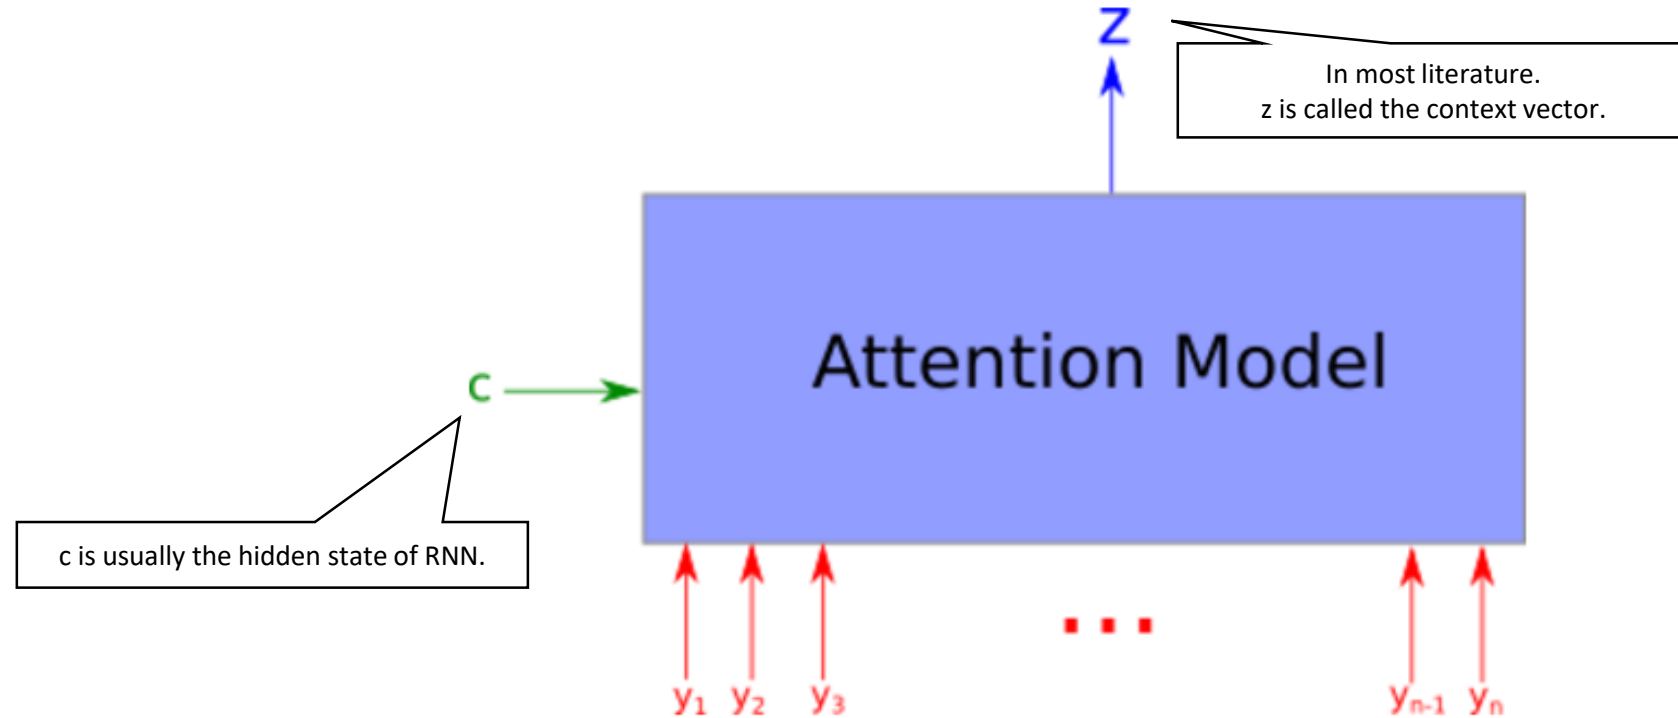 z
In most literature.
z is called the context vector.
Attention Model
c
c is usually the hidden state of RNN.
...
y₁ y₂ y₃ yₙ₋₁ yₙ